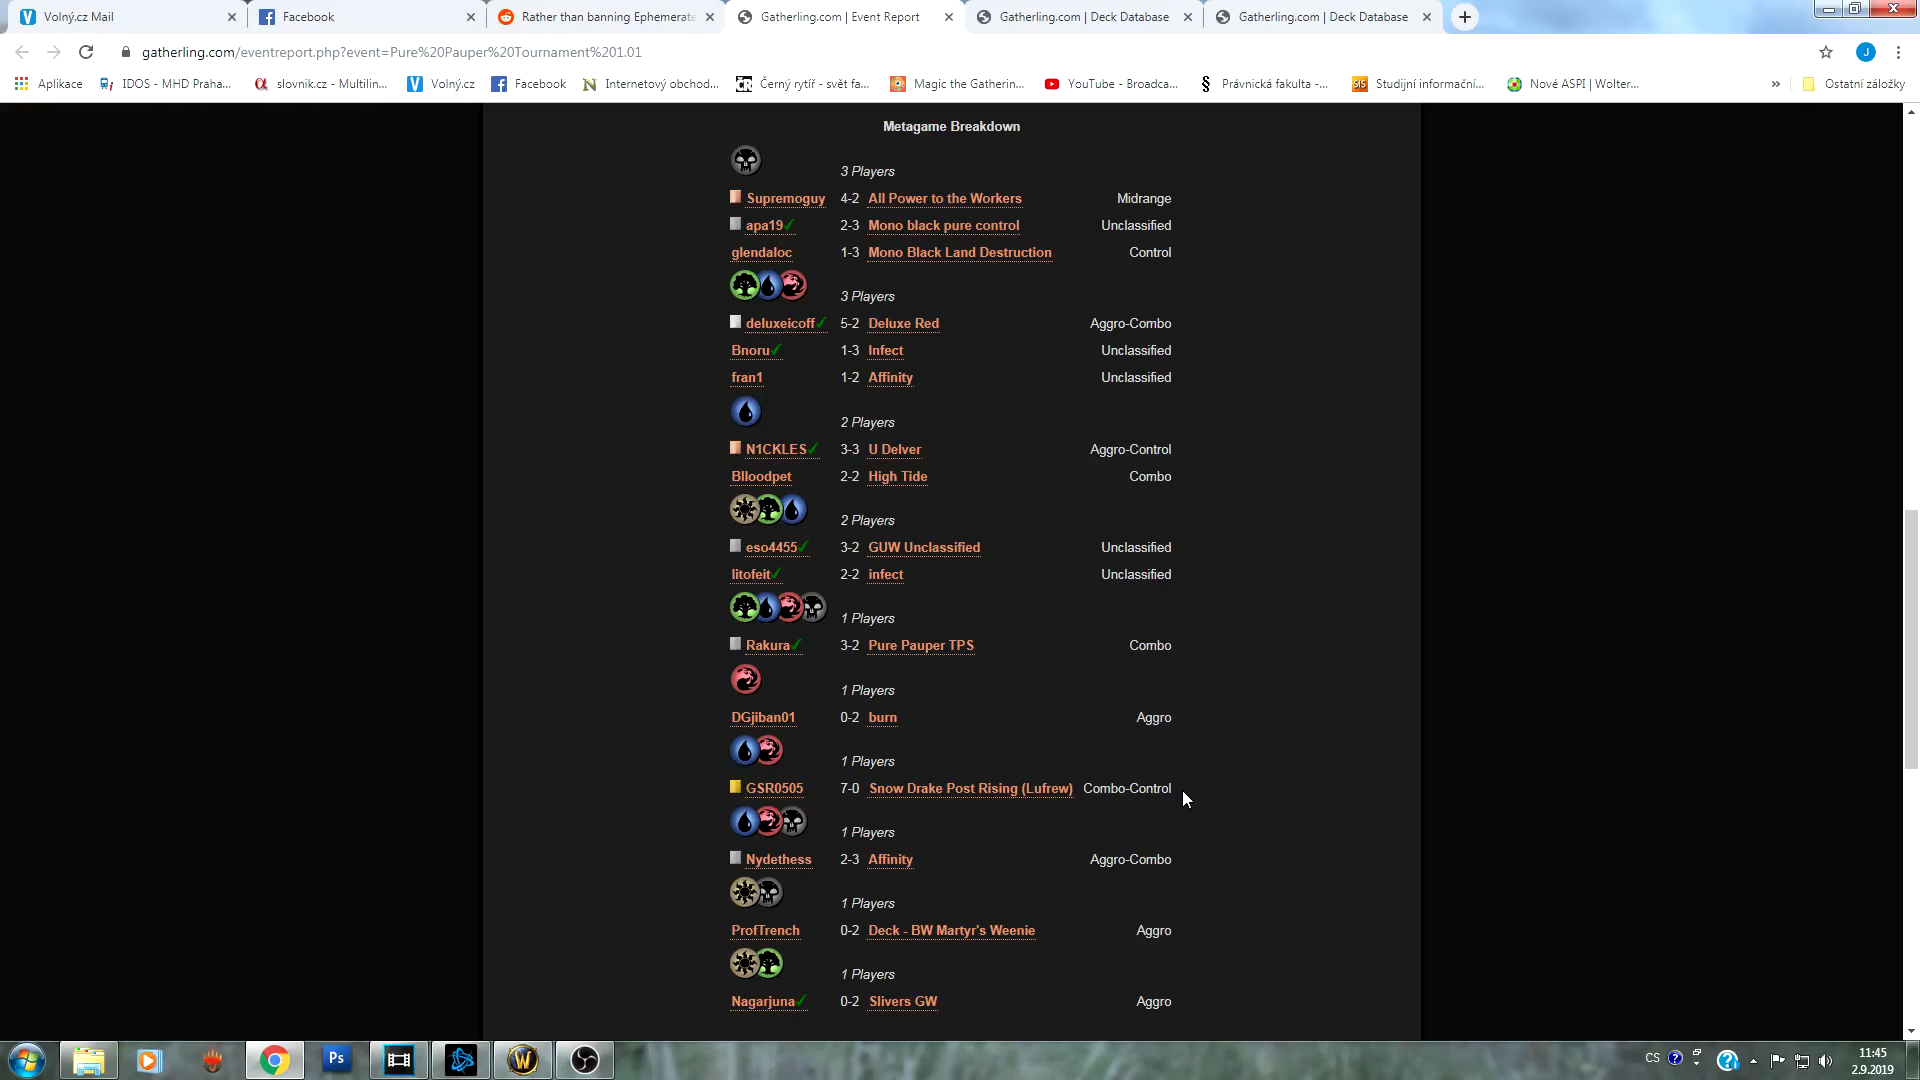 Volný.cz Mail
Facebook
Rather than banning Ephemerate
Gatherling.com | Event Report
Gatherling.com | Deck Database
Gatherling.com | Deck Database
gatherling.com/eventreport.php?event=Pure%20Pauper%20Tournament%201.01
J
Aplikace
IDOS - MHD Praha...
slovnik.cz - Multilin...
Volný.cz
Facebook
Internetový obchod...
Černý rytíř - svět fa...
Magic the Gatherin...
YouTube - Broadca...
Právnická fakulta -...
SIS
Studijní informační...
Nové ASPI | Wolter...
»
Ostatní záložky
Metagame Breakdown
3 Players
Supremoguy 4-2 All Power to the Workers Midrange
apa19✓ 2-3 Mono black pure control Unclassified
glendaloc 1-3 Mono Black Land Destruction Control
3 Players
deluxeicoff✓ 5-2 Deluxe Red Aggro-Combo
Bnoru✓ 1-3 Infect Unclassified
fran1 1-2 Affinity Unclassified
2 Players
N1CKLES✓ 3-3 U Delver Aggro-Control
Blloodpet 2-2 High Tide Combo
2 Players
eso4455✓ 3-2 GUW Unclassified Unclassified
litofeit✓ 2-2 infect Unclassified
1 Players
Rakura✓ 3-2 Pure Pauper TPS Combo
1 Players
DGjiban01 0-2 burn Aggro
1 Players
GSR0505 7-0 Snow Drake Post Rising (Lufrew) Combo-Control
1 Players
Nydethess 2-3 Affinity Aggro-Combo
1 Players
ProfTrench 0-2 Deck - BW Martyr's Weenie Aggro
1 Players
Nagarjuna✓ 0-2 Slivers GW Aggro
Ps
W
CS
11:45
2.9.2019